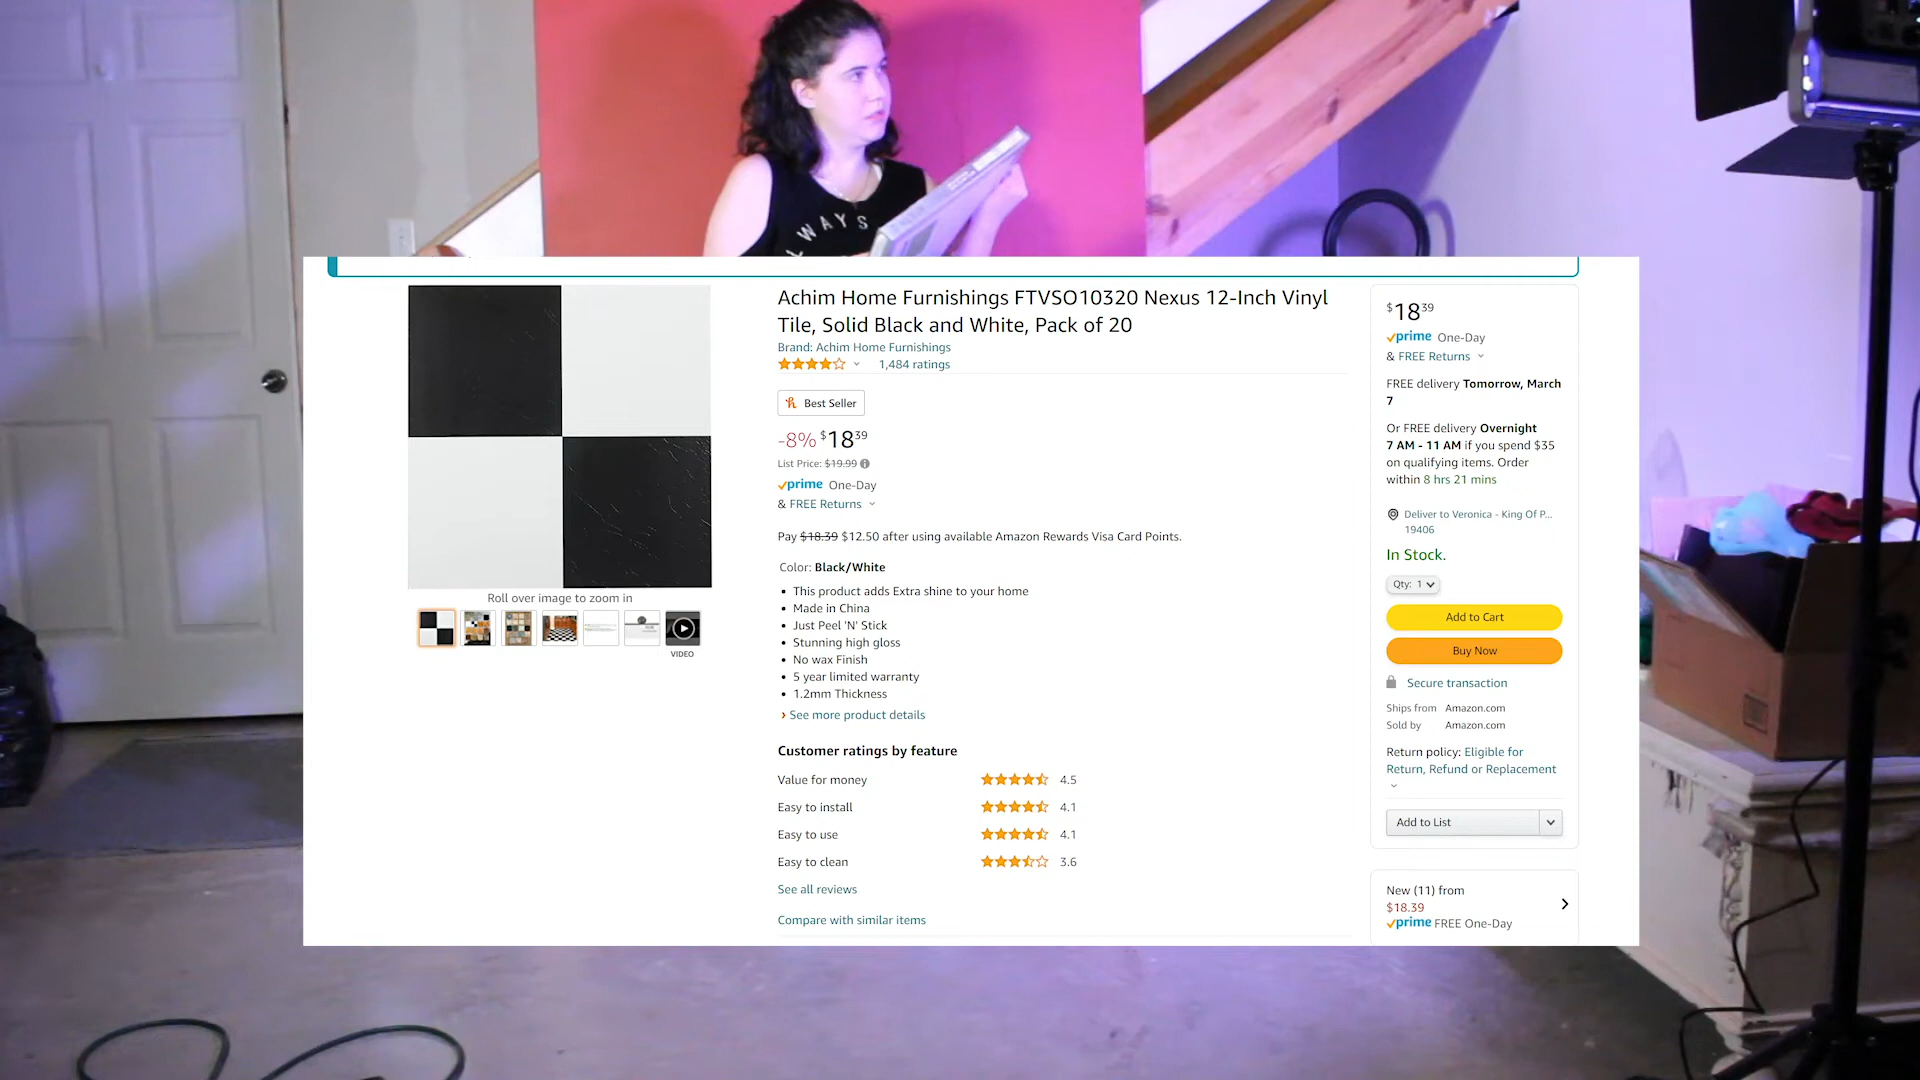 WAYS
Achim Home Furnishings FTVSO10320 Nexus 12-Inch Vinyl
Tile, Solid Black and White, Pack of 20
Brand: Achim Home Furnishings
1,484 ratings
Best Seller
-8% $18 39
List Price: $19.99
prime One-Day
& FREE Returns
Pay $18.39 $12.50 after using available Amazon Rewards Visa Card Points.
Color: Black/White
• This product adds Extra shine to your home
• Made in China
• Just Peel 'N' Stick
• Stunning high gloss
• No wax Finish
• 5 year limited warranty
• 1.2mm Thickness
› See more product details
Roll over image to zoom in
VIDEO
Customer ratings by feature
Value for money 4.5
Easy to install 4.1
Easy to use 4.1
Easy to clean 3.6
See all reviews
Compare with similar items
$18 39
prime One-Day
& FREE Returns
FREE delivery Tomorrow, March
7
Or FREE delivery Overnight
7 AM - 11 AM if you spend $35
on qualifying items. Order
within 8 hrs 21 mins
Deliver to Veronica - King Of P...
19406
In Stock.
Qty: 1
Add to Cart
Buy Now
Secure transaction
Ships from Amazon.com
Sold by Amazon.com
Return policy: Eligible for
Return, Refund or Replacement
Add to List
New (11) from
$18.39
prime FREE One-Day